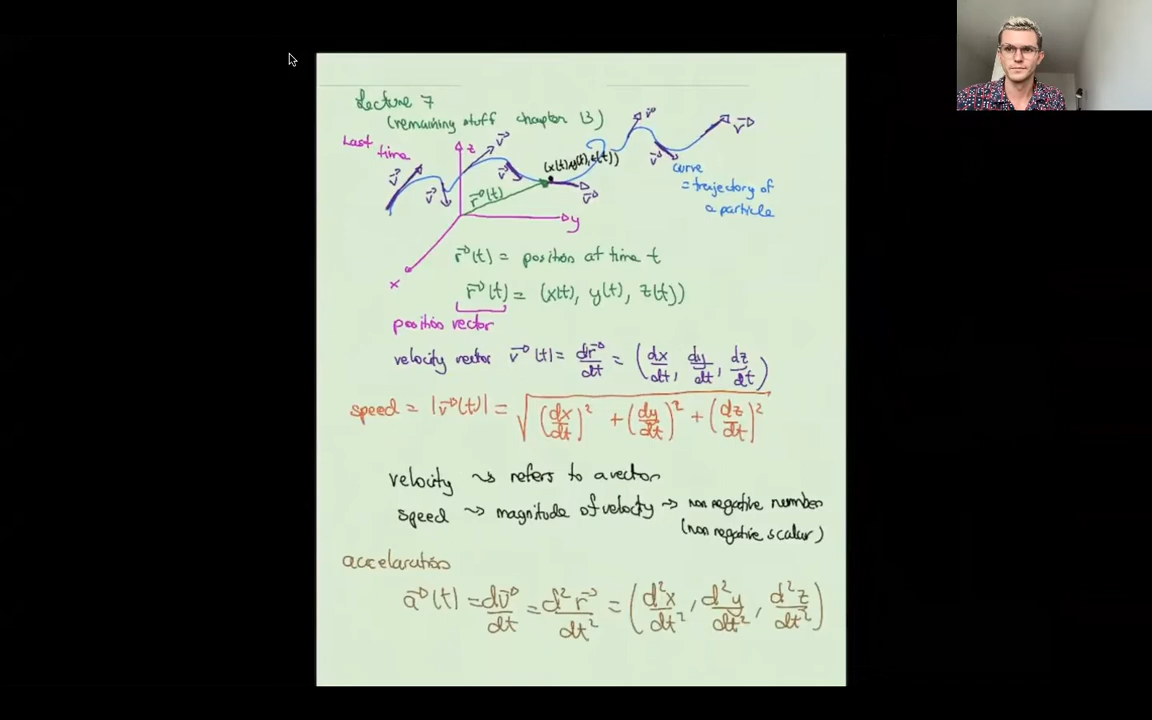 Lecture 7
(remaining stuff chapter 13)
Last time
z
v
v
v
v
v
v
v
v
(x(t), y(t), z(t))
r(t)
y
x
curve
= trajectory of
a particle
r(t) = position at time t
r(t) = (x(t), y(t), z(t))
position vector
velocity vector v(t) = dr/dt = (dx/dt, dy/dt, dz/dt)
speed = |v(t)| = √((dx/dt)² + (dy/dt)² + (dz/dt)²)
velocity ⇝ refers to a vector
speed ⇝ magnitude of velocity → non negative number
(non negative scalar)
accelaration
a(t) = dv/dt = d²r/dt² = (d²x/dt², d²y/dt², d²z/dt²)